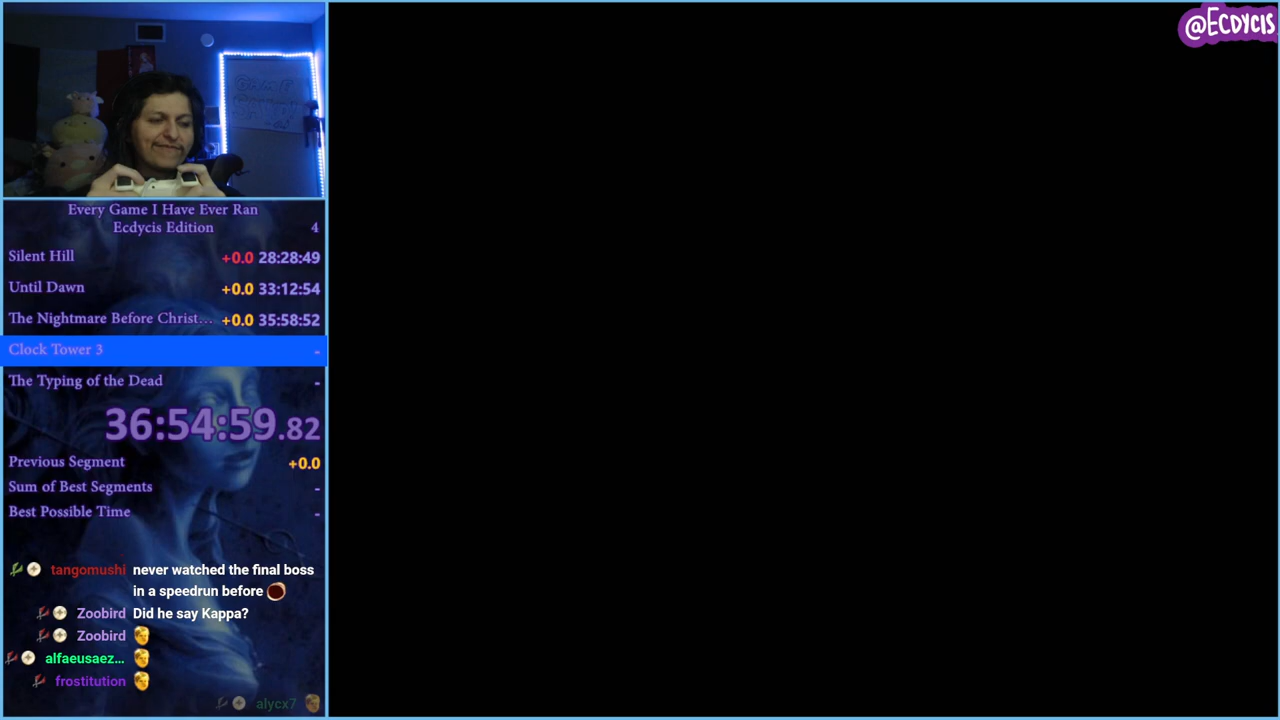 @ECDYCIS
GAME
Every Game I Have Ever Ran
Ecdycis Edition 4
Silent Hill +0.0 28:28:49
Until Dawn +0.0 33:12:54
The Nightmare Before Christ... +0.0 35:58:52
Clock Tower 3 -
The Typing of the Dead -
36:54:59.82
Previous Segment +0.0
Sum of Best Segments -
Best Possible Time -
tangomushi never watched the final boss
in a speedrun before
Zoobird Did he say Kappa?
Zoobird
alfaeusaez...
frostitution
alycx7